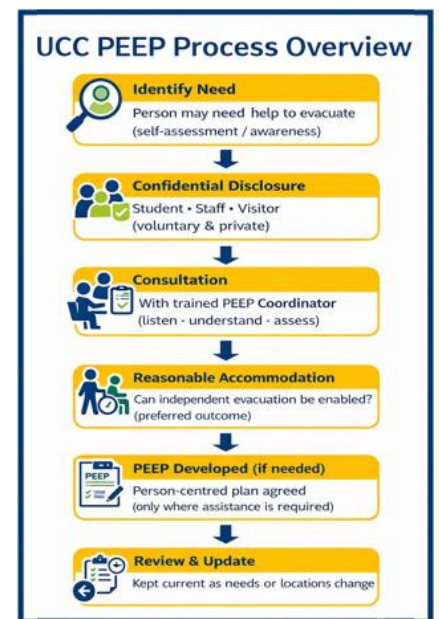 UCC PEEP Process Overview
Identify Need
Person may need help to evacuate
(self-assessment / awareness)
Confidential Disclosure
Student • Staff • Visitor
(voluntary & private)
Consultation
With trained PEEP Coordinator
(listen - understand - assess)
Reasonable Accommodation
Can independent evacuation be enabled?
(preferred outcome)
PEEP
PEEP Developed (if needed)
Person-centred plan agreed
(only where assistance is required)
Review & Update
Kept current as needs or locations change